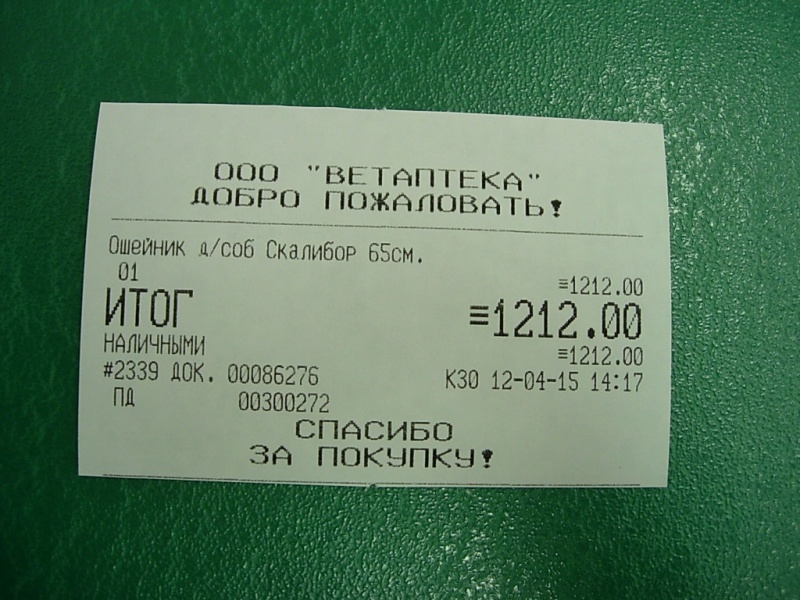 ООО "ВЕТАПТЕКА"
ДОБРО ПОЖАЛОВАТЬ!
Ошейник д/соб Скалибор 65см.
01 ≡1212.00
ИТОГ ≡1212.00
НАЛИЧНЫМИ ≡1212.00
#2339 ДОК. 00086276 К30 12-04-15 14:17
ПД 00300272
СПАСИБО
ЗА ПОКУПКУ!